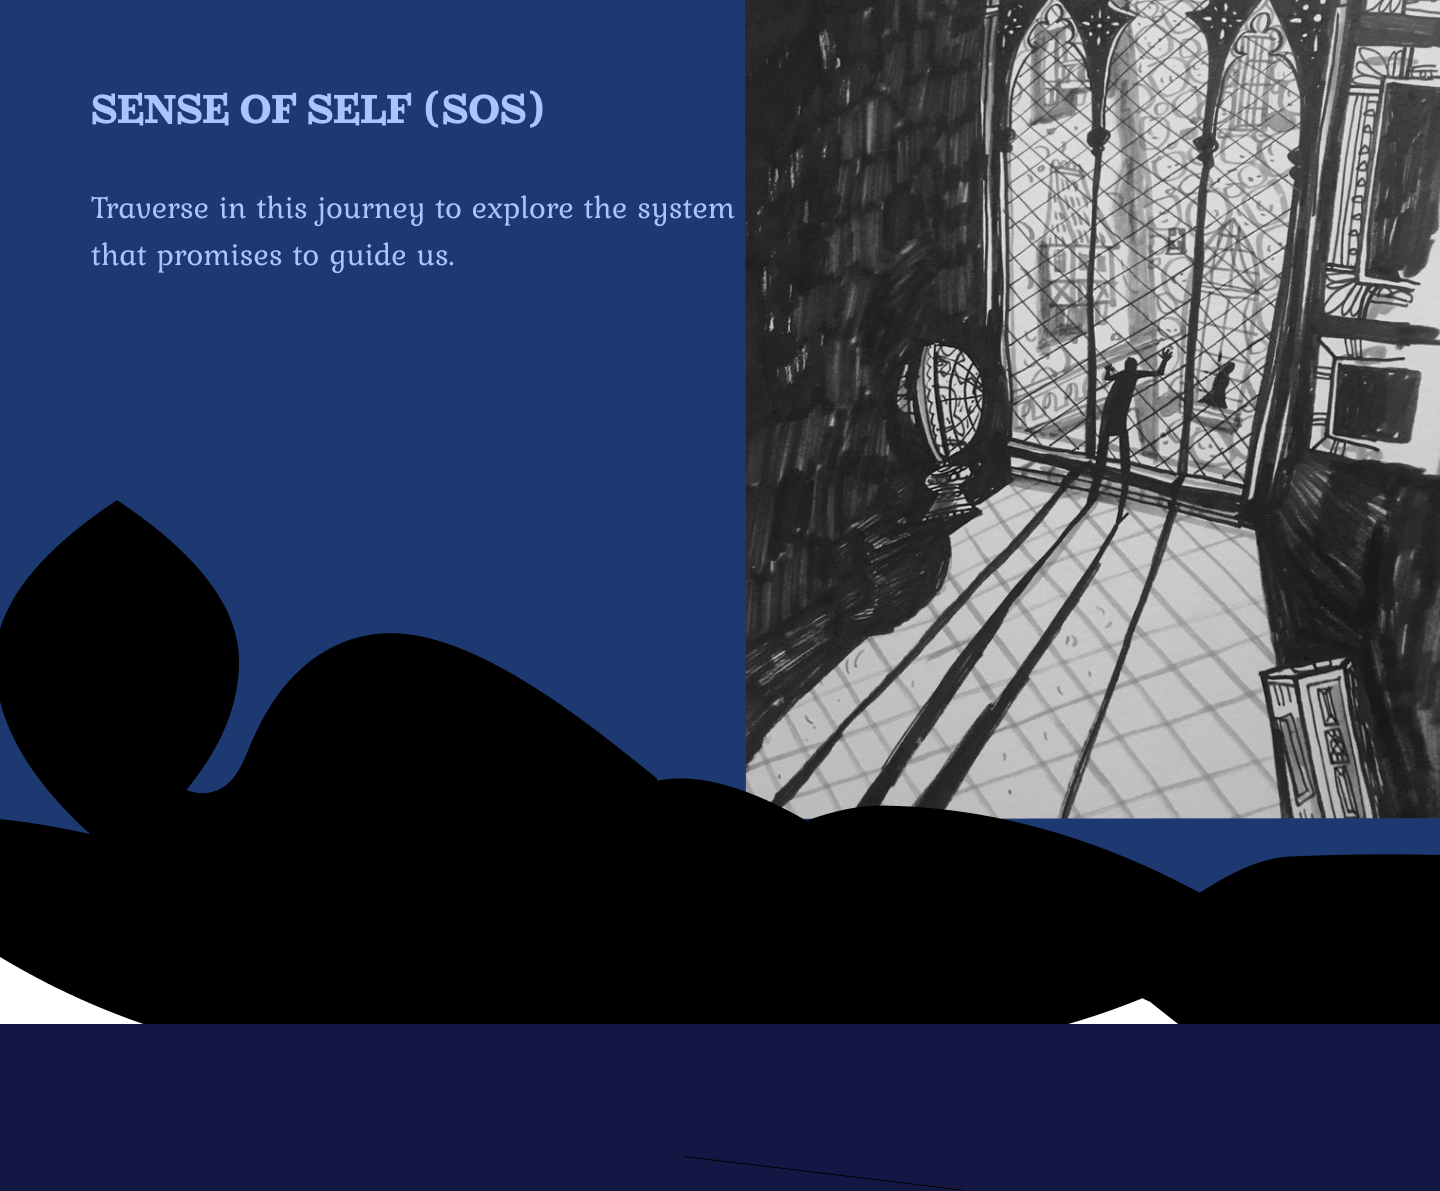 SENSE OF SELF (SOS)
Traverse in this journey to explore the system
that promises to guide us.